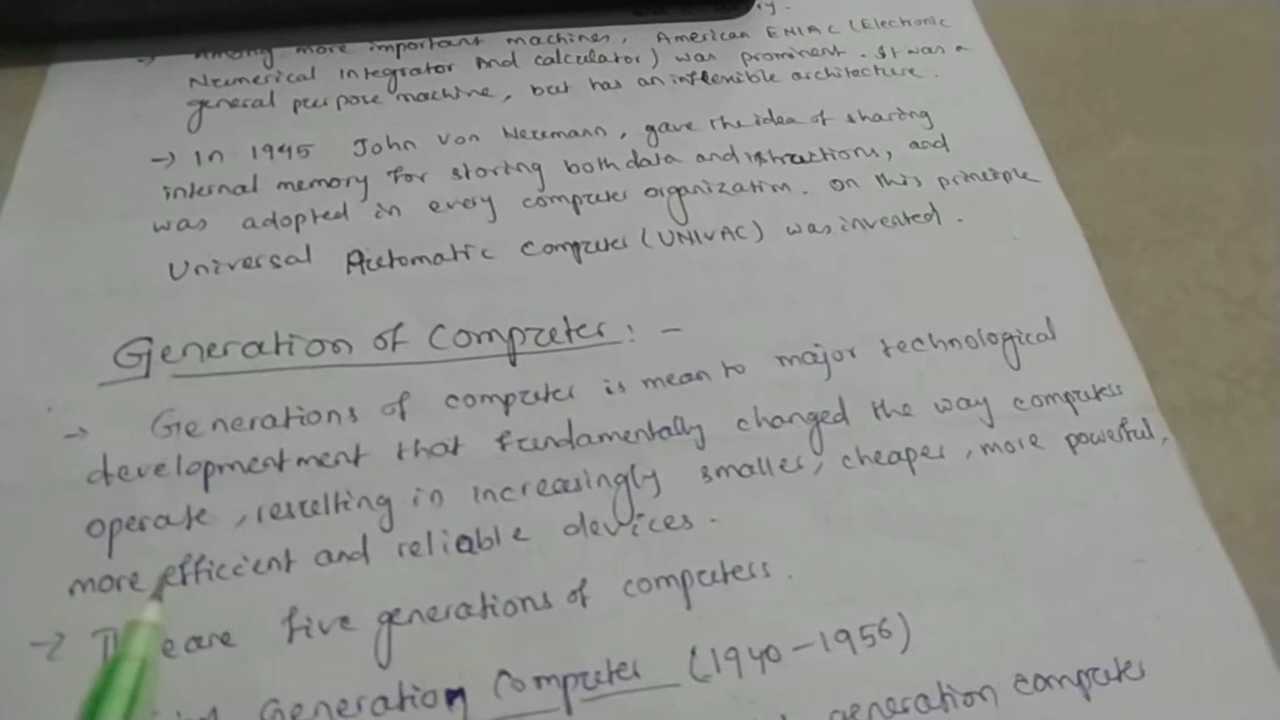 → Among more important machines, American ENIAC (Electronic
Numerical Integrator and calculator) was prominent. It was a
general purpose machine, but has an inflexible architecture.
→ In 1945 John Von Neumann, gave the idea of sharing
internal memory for storing both data and istructions, and
was adopted in every computer organization. On this principle
Universal Automatic Computer (UNIVAC) was invented.
Generation of Computer: -
→ Generations of computer is mean to major technological
developmentment that fundamentally changed the way computers
operate, resulting in increasingly smaller, cheaper, more powerful,
more efficient and reliable devices.
→ are five generations of computers.
Generation Computer (1940-1956)
generation computer